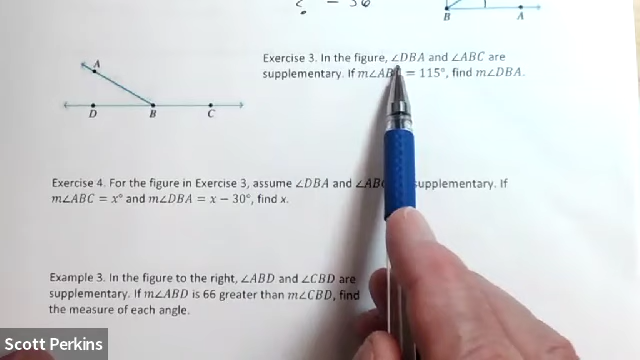 B A
A
D B C
Exercise 3. In the figure, ∠DBA and ∠ABC are
supplementary. If m∠ABC = 115°, find m∠DBA.
Exercise 4. For the figure in Exercise 3, assume ∠DBA and ∠AB supplementary. If
m∠ABC = x° and m∠DBA = x − 30°, find x.
Example 3. In the figure to the right, ∠ABD and ∠CBD are
supplementary. If m∠ABD is 66 greater than m∠CBD, find
the measure of each angle.
Scott Perkins